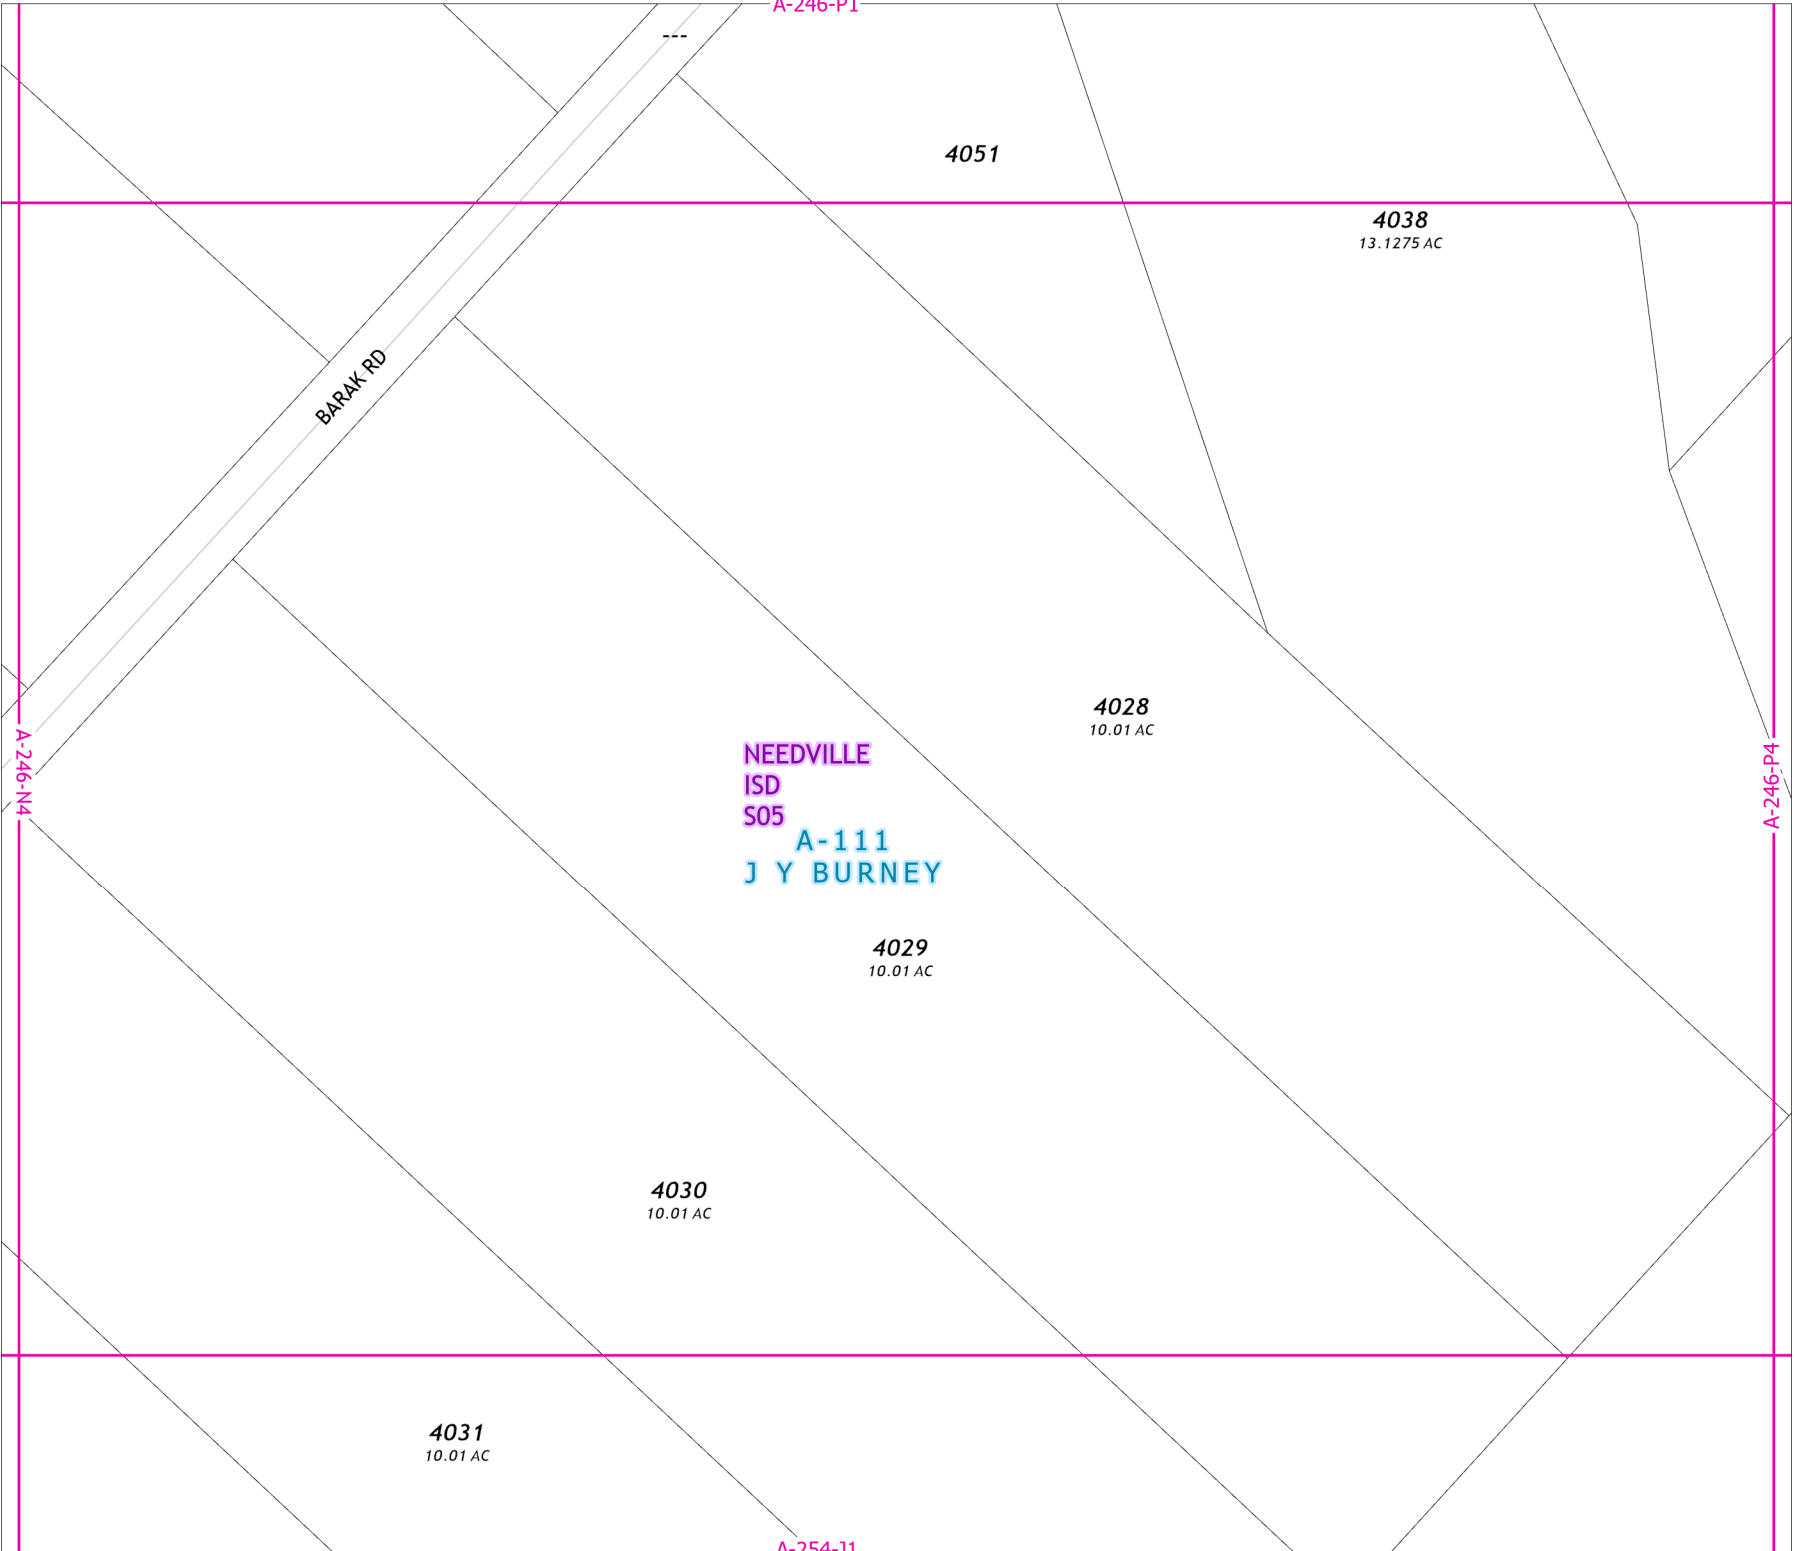 A-246-P1
---
4051
4038
13.1275 AC
BARAK RD
4028
10.01 AC
A-246-N4
NEEDVILLE
ISD
S05
A-246-P4
A-111
J Y BURNEY
4029
10.01 AC
4030
10.01 AC
4031
10.01 AC
A-254-J1